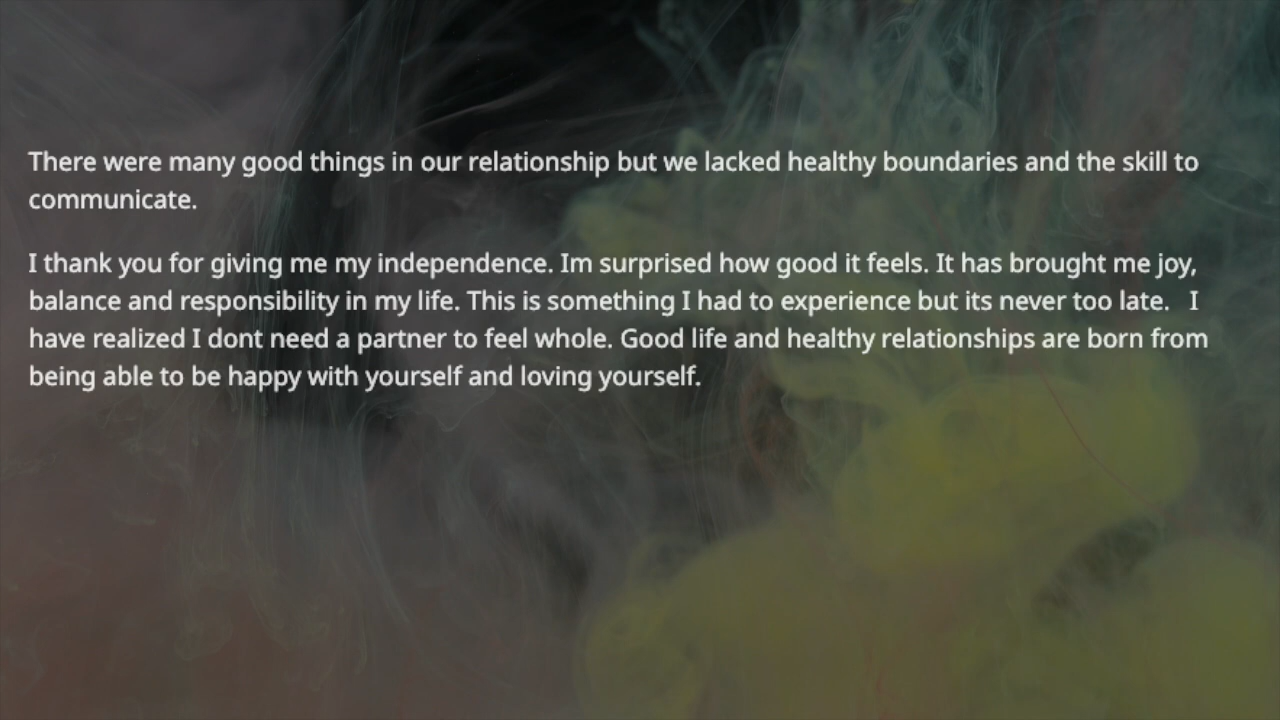 There were many good things in our relationship but we lacked healthy boundaries and the skill to
communicate.
I thank you for giving me my independence. Im surprised how good it feels. It has brought me joy,
balance and responsibility in my life. This is something I had to experience but its never too late.   I
have realized I dont need a partner to feel whole. Good life and healthy relationships are born from
being able to be happy with yourself and loving yourself.